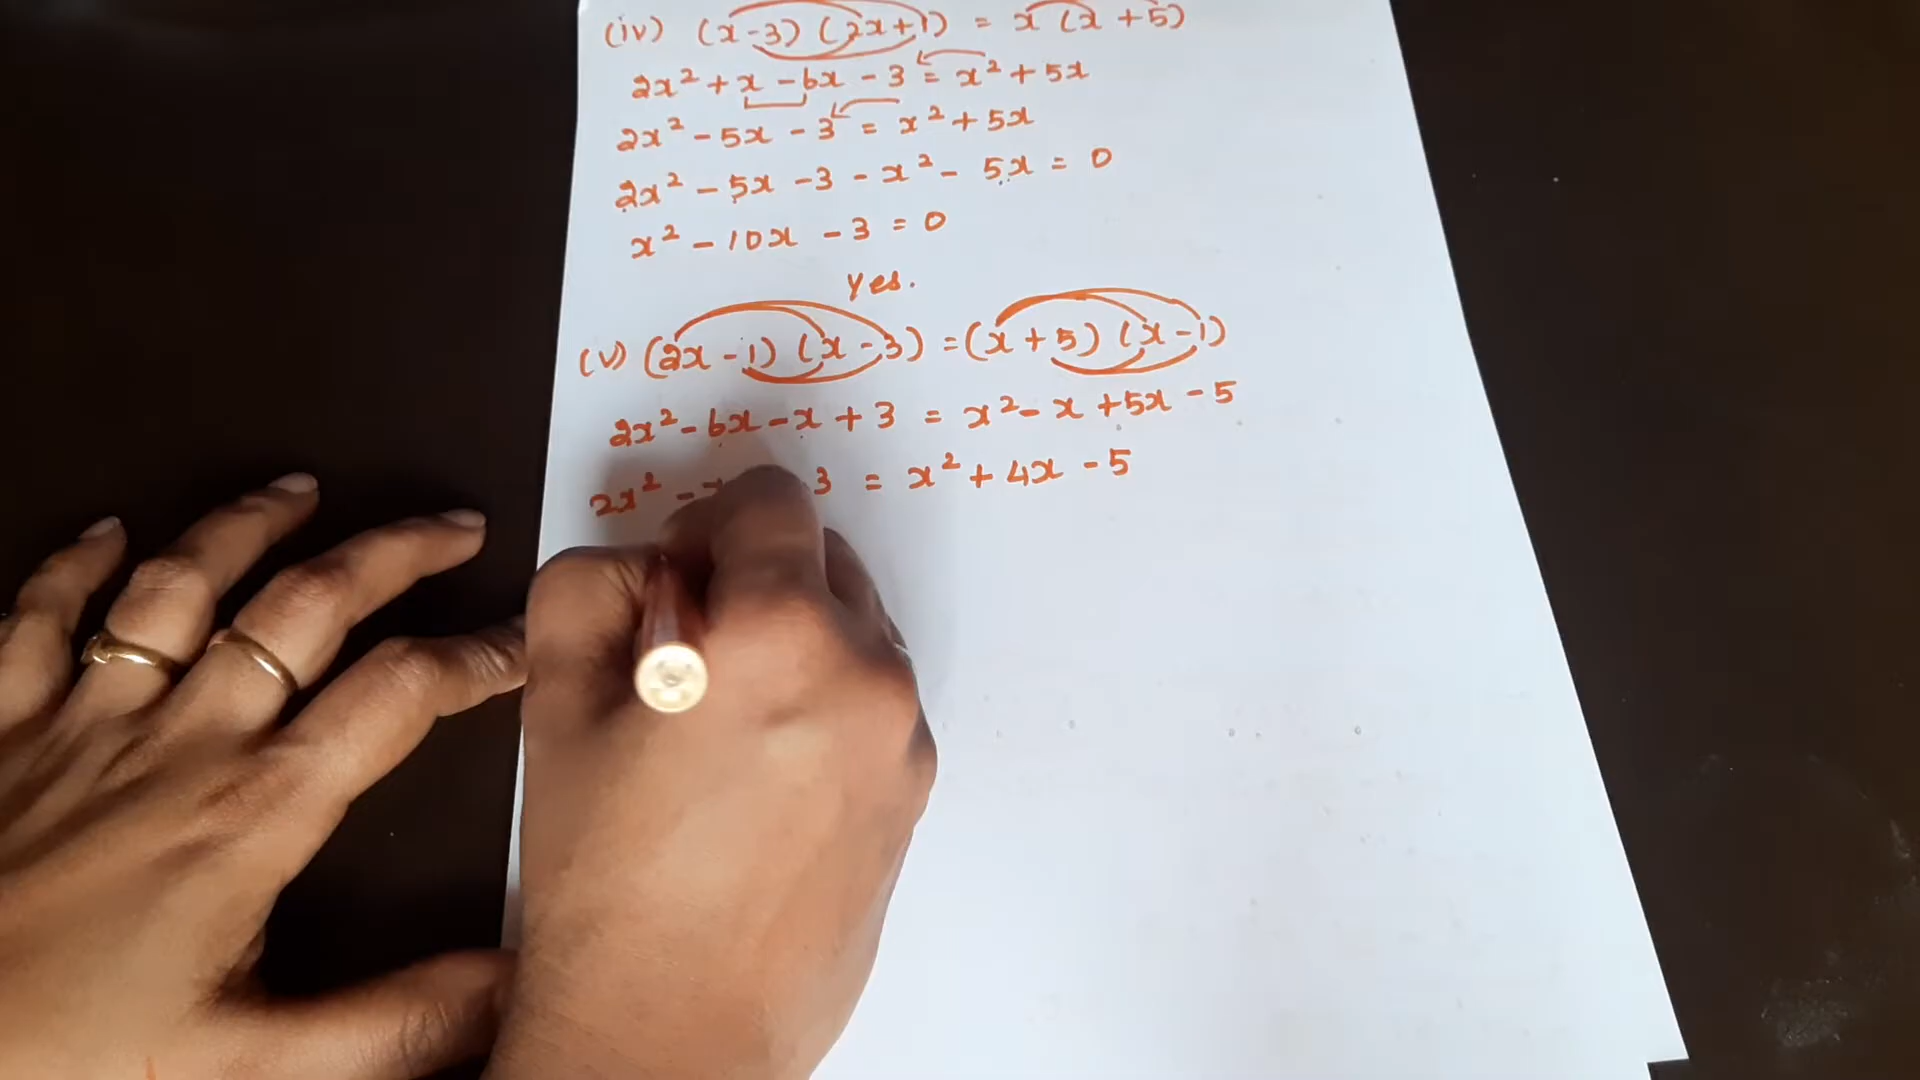 (iv) (x-3) (2x+1) = x (x+5)
2x² + x - 6x - 3 = x² + 5x
2x² - 5x - 3 = x² + 5x
2x² - 5x - 3 - x² - 5x = 0
x² - 10x - 3 = 0
Yes.
(v) (2x-1) (x-3) = (x+5) (x-1)
2x² - 6x - x + 3 = x² - x + 5x - 5
2x² - 3 = x² + 4x - 5